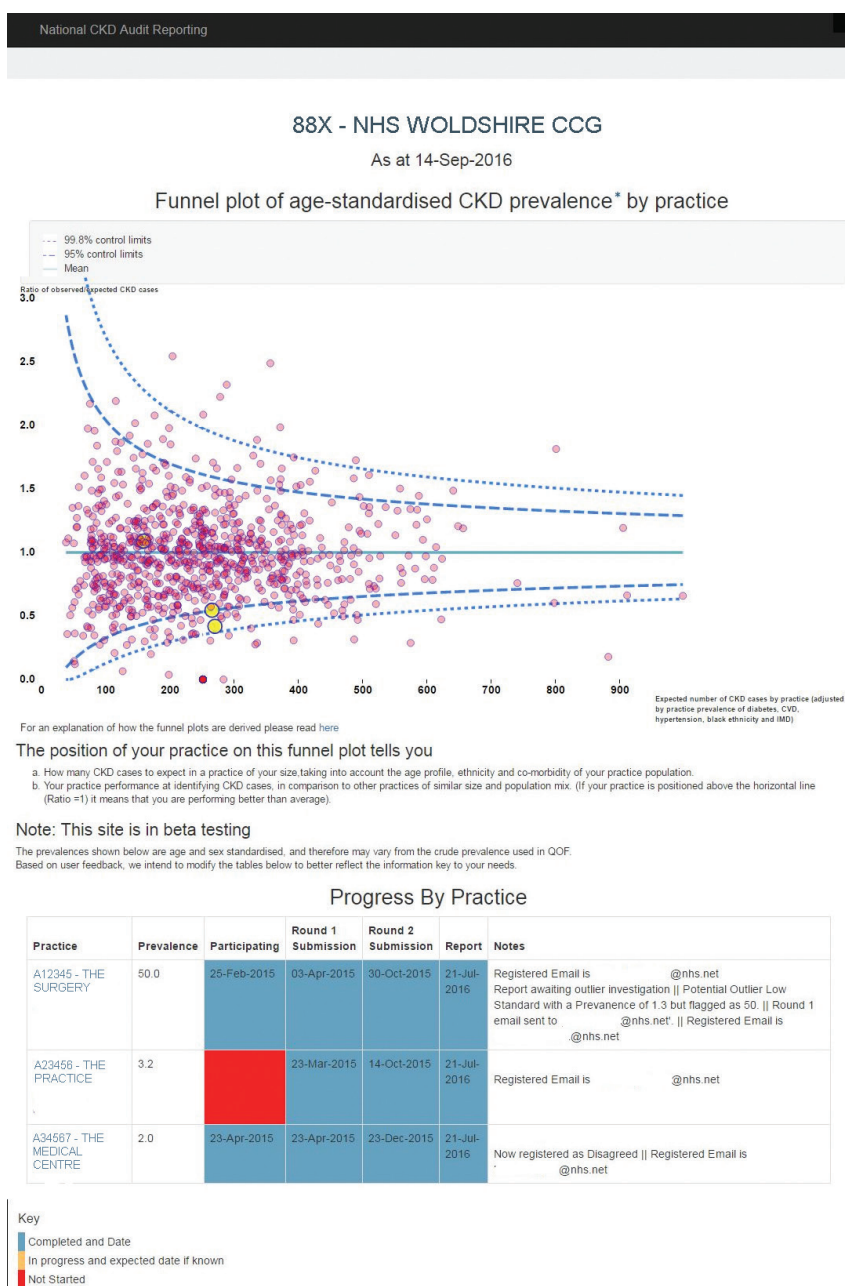 National CKD Audit Reporting
88X - NHS WOLDSHIRE CCG
As at 14-Sep-2016
Funnel plot of age-standardised CKD prevalence* by practice
99.8% control limits
95% control limits
Mean
Ratio of observed/expected CKD cases
3.0
2.5
2.0
1.5
1.0
0.5
0.0
0 100 200 300 400 500 600 700 800 900
Expected number of CKD cases by practice (adjusted
by practice prevalence of diabetes, CVD,
hypertension, black ethnicity and IMD)
For an explanation of how the funnel plots are derived please read here
The position of your practice on this funnel plot tells you
a. How many CKD cases to expect in a practice of your size,taking into account the age profile, ethnicity and co-morbidity of your practice population.
b. Your practice performance at identifying CKD cases, in comparison to other practices of similar size and population mix. (If your practice is positioned above the horizontal line
(Ratio =1) it means that you are performing better than average).
Note: This site is in beta testing
The prevalences shown below are age and sex standardised, and therefore may vary from the crude prevalence used in QOF.
Based on user feedback, we intend to modify the tables below to better reflect the information key to your needs.
Progress By Practice
Practice Prevalence Participating Round 1 Submission Round 2 Submission Report Notes
A12345 - THE SURGERY 50.0 25-Feb-2015 03-Apr-2015 30-Oct-2015 21-Jul-2016
Registered Email is @nhs.net
Report awaiting outlier investigation || Potential Outlier Low
Standard with a Prevanence of 1.3 but flagged as 50. || Round 1
email sent to @nhs.net'. || Registered Email is
.@nhs.net
A23456 - THE PRACTICE 3.2 23-Mar-2015 14-Oct-2015 21-Jul-2016
Registered Email is @nhs.net
A34567 - THE MEDICAL CENTRE 2.0 23-Apr-2015 23-Apr-2015 23-Dec-2015 21-Jul-2016
Now registered as Disagreed || Registered Email is
@nhs.net
Key
Completed and Date
In progress and expected date if known
Not Started